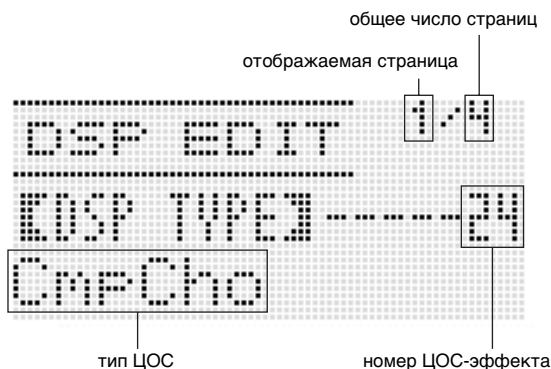 общее число страниц
отображаемая страница
DSP EDIT 1/4
【DSP TYPE】-----24
CmpCho
тип ЦОС
номер ЦОС-эффекта